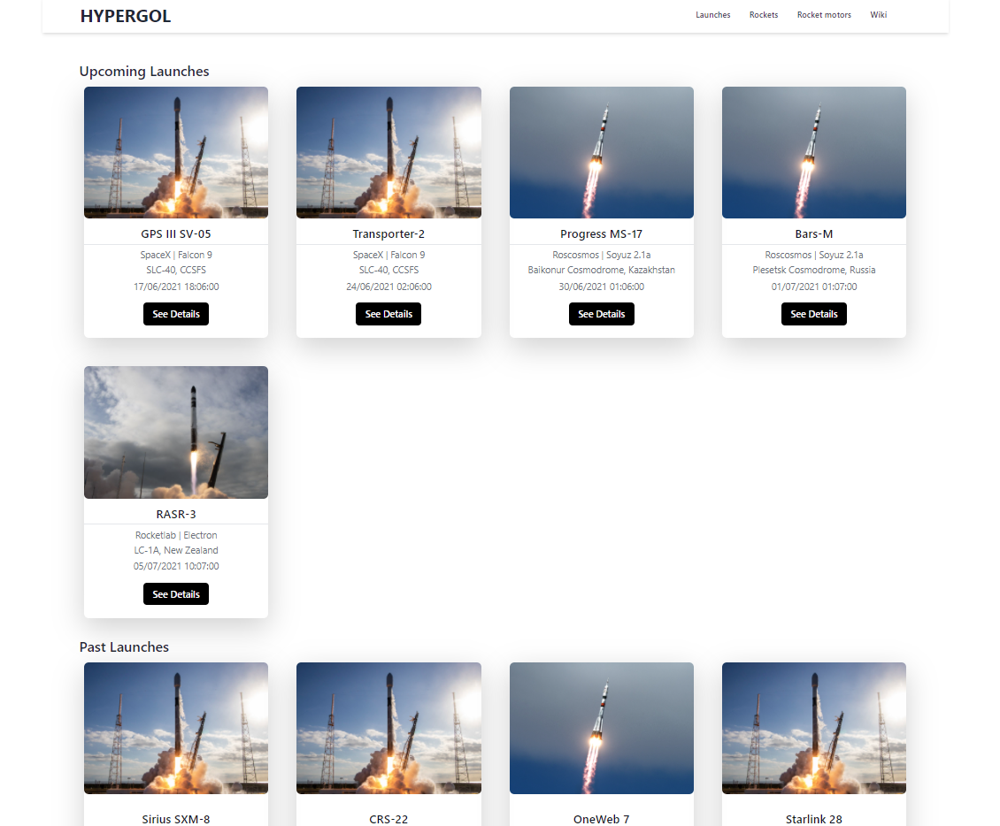 HYPERGOL
Launches Rockets Rocket motors Wiki
Upcoming Launches
GPS III SV-05
SpaceX | Falcon 9
SLC-40, CCSFS
17/06/2021 18:06:00
See Details
Transporter-2
SpaceX | Falcon 9
SLC-40, CCSFS
24/06/2021 02:06:00
See Details
Progress MS-17
Roscosmos | Soyuz 2.1a
Baikonur Cosmodrome, Kazakhstan
30/06/2021 01:06:00
See Details
Bars-M
Roscosmos | Soyuz 2.1a
Plesetsk Cosmodrome, Russia
01/07/2021 01:07:00
See Details
RASR-3
Rocketlab | Electron
LC-1A, New Zealand
05/07/2021 10:07:00
See Details
Past Launches
Sirius SXM-8
CRS-22
OneWeb 7
Starlink 28